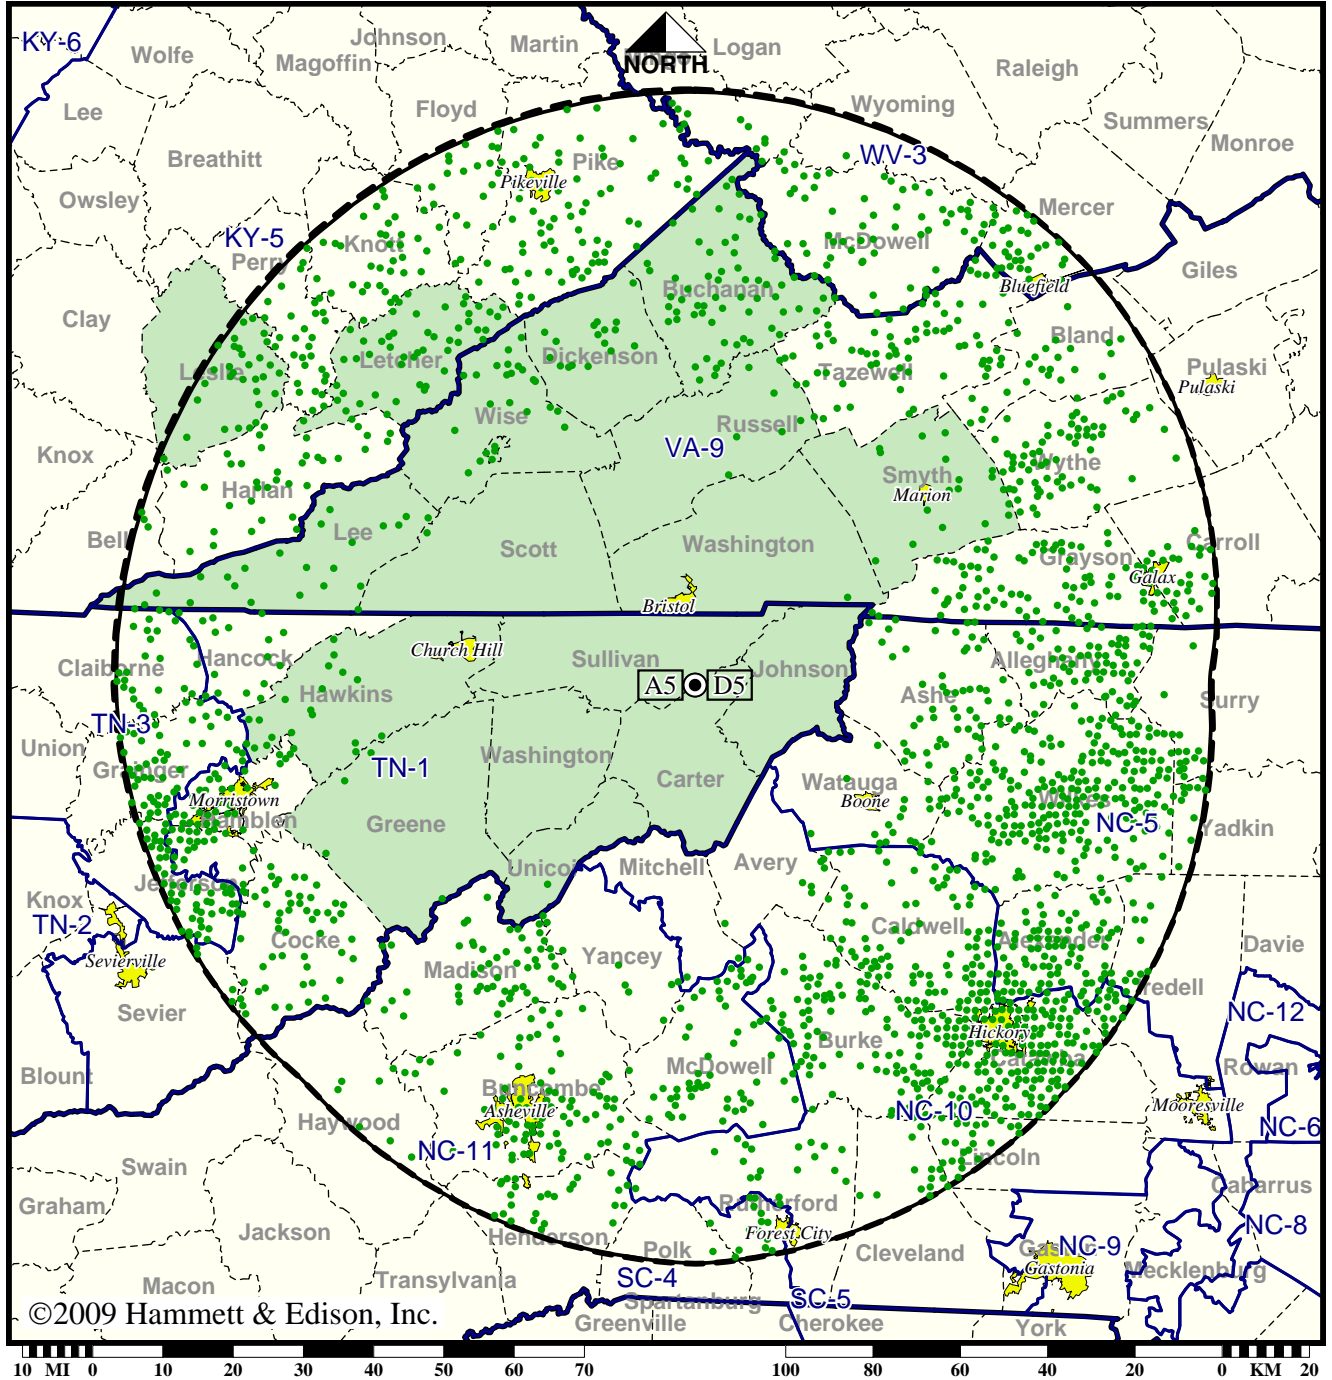 KY-6
Wolfe
Johnson
Magoffin
Martin
Mingo
Logan
NORTH
Raleigh
Lee
Floyd
Wyoming
Summers
Monroe
Breathitt
Pike
WV-3
Pikeville
Owsley
Mercer
KY-5
Perry
Knott
McDowell
Giles
Buchanan
Bluefield
Clay
Bland
Leslie
Letcher
Dickenson
Tazewell
Pulaski
Pulaski
Wise
Russell
VA-9
Knox
Wythe
Harlan
Smyth
Marion
Lee
Bell
Scott
Washington
Grayson
Carroll
Galax
Bristol
Church Hill
Claiborne
Hancock
Sullivan
Johnson
Alleghany
Hawkins
A5
D5
Ashe
Surry
TN-3
Union
Grainger
TN-1
Washington
Carter
Watauga
Boone
Wilkes
Morristown
Hamblen
Greene
NC-5
Yadkin
Jefferson
Unicoi
Mitchell
Avery
Knox
TN-2
Caldwell
Cocke
Alexander
Davie
Sevierville
Madison
Yancey
Iredell
Sevier
NC-12
Hickory
Burke
Catawba
McDowell
Rowan
Blount
Buncombe
Asheville
Mooresville
NC-10
Haywood
NC-6
NC-11
Swain
Lincoln
Graham
Rutherford
Cabarrus
Jackson
Henderson
Forest City
NC-8
Polk
Cleveland
NC-9
Gaston
Gastonia
Mecklenburg
Macon
Transylvania
SC-4
Spartanburg
SC-5
©2009 Hammett & Edison, Inc.
Greenville
Cherokee
York
10 MI 0 10 20 30 40 50 60 70
100 80 60 40 20 0 KM 20